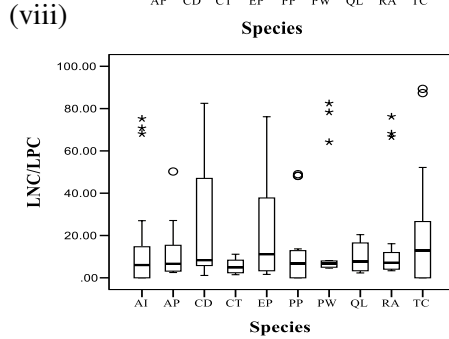 AP CD CT EP PP PW QL RA TC
(viii)
Species
100.00
80.00
60.00
40.00
20.00
.00
LNC/LPC
AI AP CD CT EP PP PW QL RA TC
Species